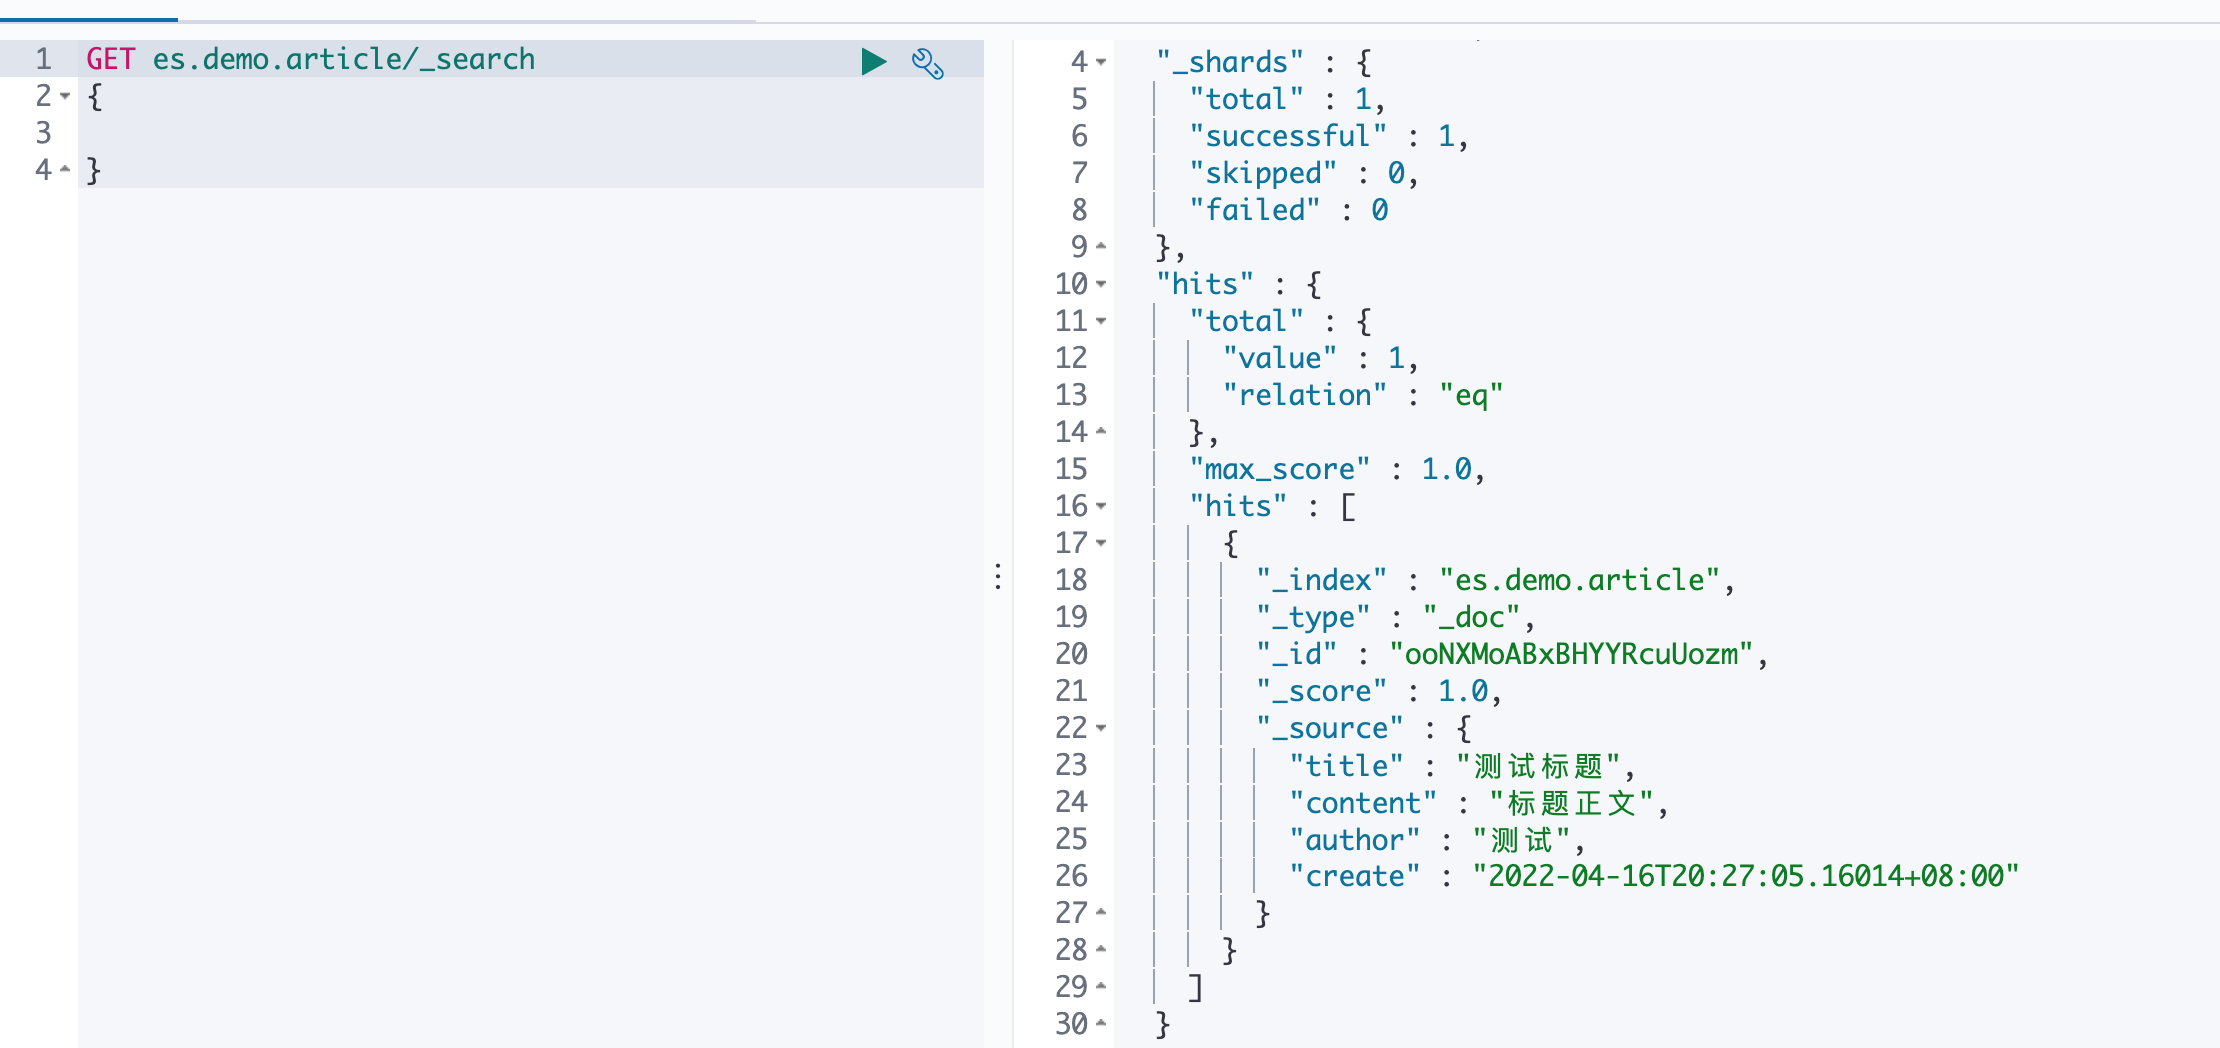 1 GET es.demo.article/_search
2 {
3
4 }
4 "_shards" : {
5 "total" : 1,
6 "successful" : 1,
7 "skipped" : 0,
8 "failed" : 0
9 },
10 "hits" : {
11 "total" : {
12 "value" : 1,
13 "relation" : "eq"
14 },
15 "max_score" : 1.0,
16 "hits" : [
17 {
18 "_index" : "es.demo.article",
19 "_type" : "_doc",
20 "_id" : "ooNXMoABxBHYYRcuUozm",
21 "_score" : 1.0,
22 "_source" : {
23 "title" : "测试标题",
24 "content" : "标题正文",
25 "author" : "测试",
26 "create" : "2022-04-16T20:27:05.16014+08:00"
27 }
28 }
29 ]
30 }